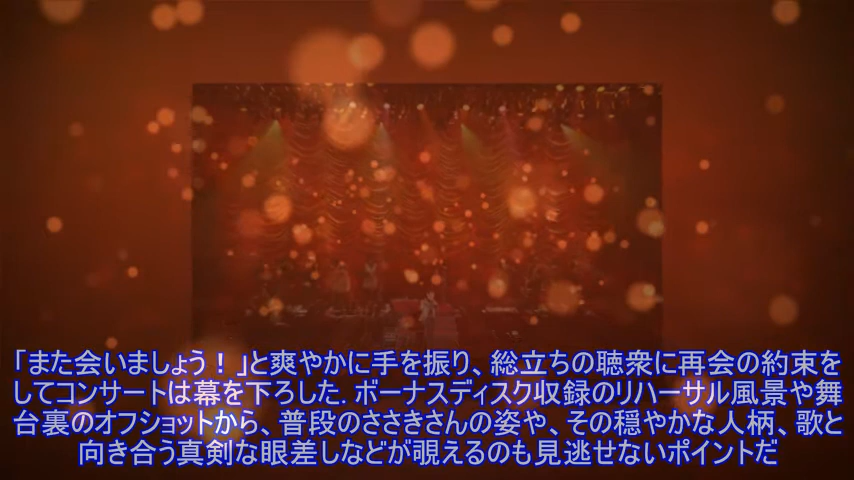 「また会いましょう！」と爽やかに手を振り、総立ちの聴衆に再会の約束を
してコンサートは幕を下ろした. ボーナスディスク収録のリハーサル風景や舞
台裏のオフショットから、普段のささきさんの姿や、その穏やかな人柄、歌と
向き合う真剣な眼差しなどが覗えるのも見逃せないポイントだ